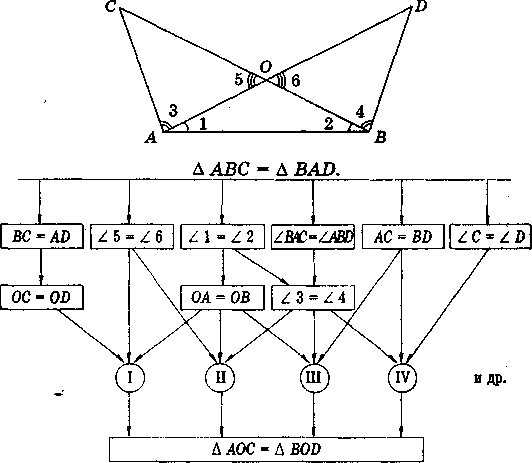 C D
O
5 6
3 4
1 2
A B
Δ ABC = Δ BAD.
BC = AD ∠ 5 = ∠ 6 ∠ 1 = ∠ 2 ∠BAC=∠ABD AC = BD ∠ C = ∠ D
OC = OD OA = OB ∠ 3 = ∠ 4
I II III IV и др.
Δ AOC = Δ BOD